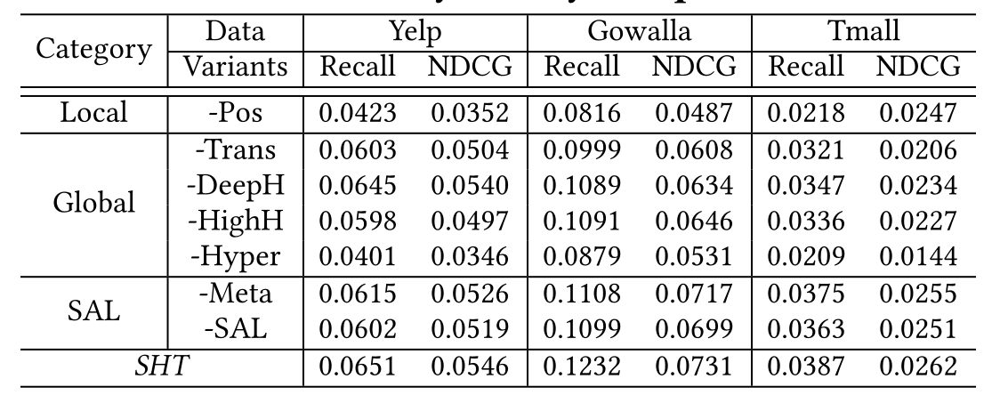 Category Data Yelp Gowalla Tmall
Variants Recall NDCG Recall NDCG Recall NDCG
Local -Pos 0.0423 0.0352 0.0816 0.0487 0.0218 0.0247
Global -Trans 0.0603 0.0504 0.0999 0.0608 0.0321 0.0206
-DeepH 0.0645 0.0540 0.1089 0.0634 0.0347 0.0234
-HighH 0.0598 0.0497 0.1091 0.0646 0.0336 0.0227
-Hyper 0.0401 0.0346 0.0879 0.0531 0.0209 0.0144
SAL -Meta 0.0615 0.0526 0.1108 0.0717 0.0375 0.0255
-SAL 0.0602 0.0519 0.1099 0.0699 0.0363 0.0251
SHT 0.0651 0.0546 0.1232 0.0731 0.0387 0.0262